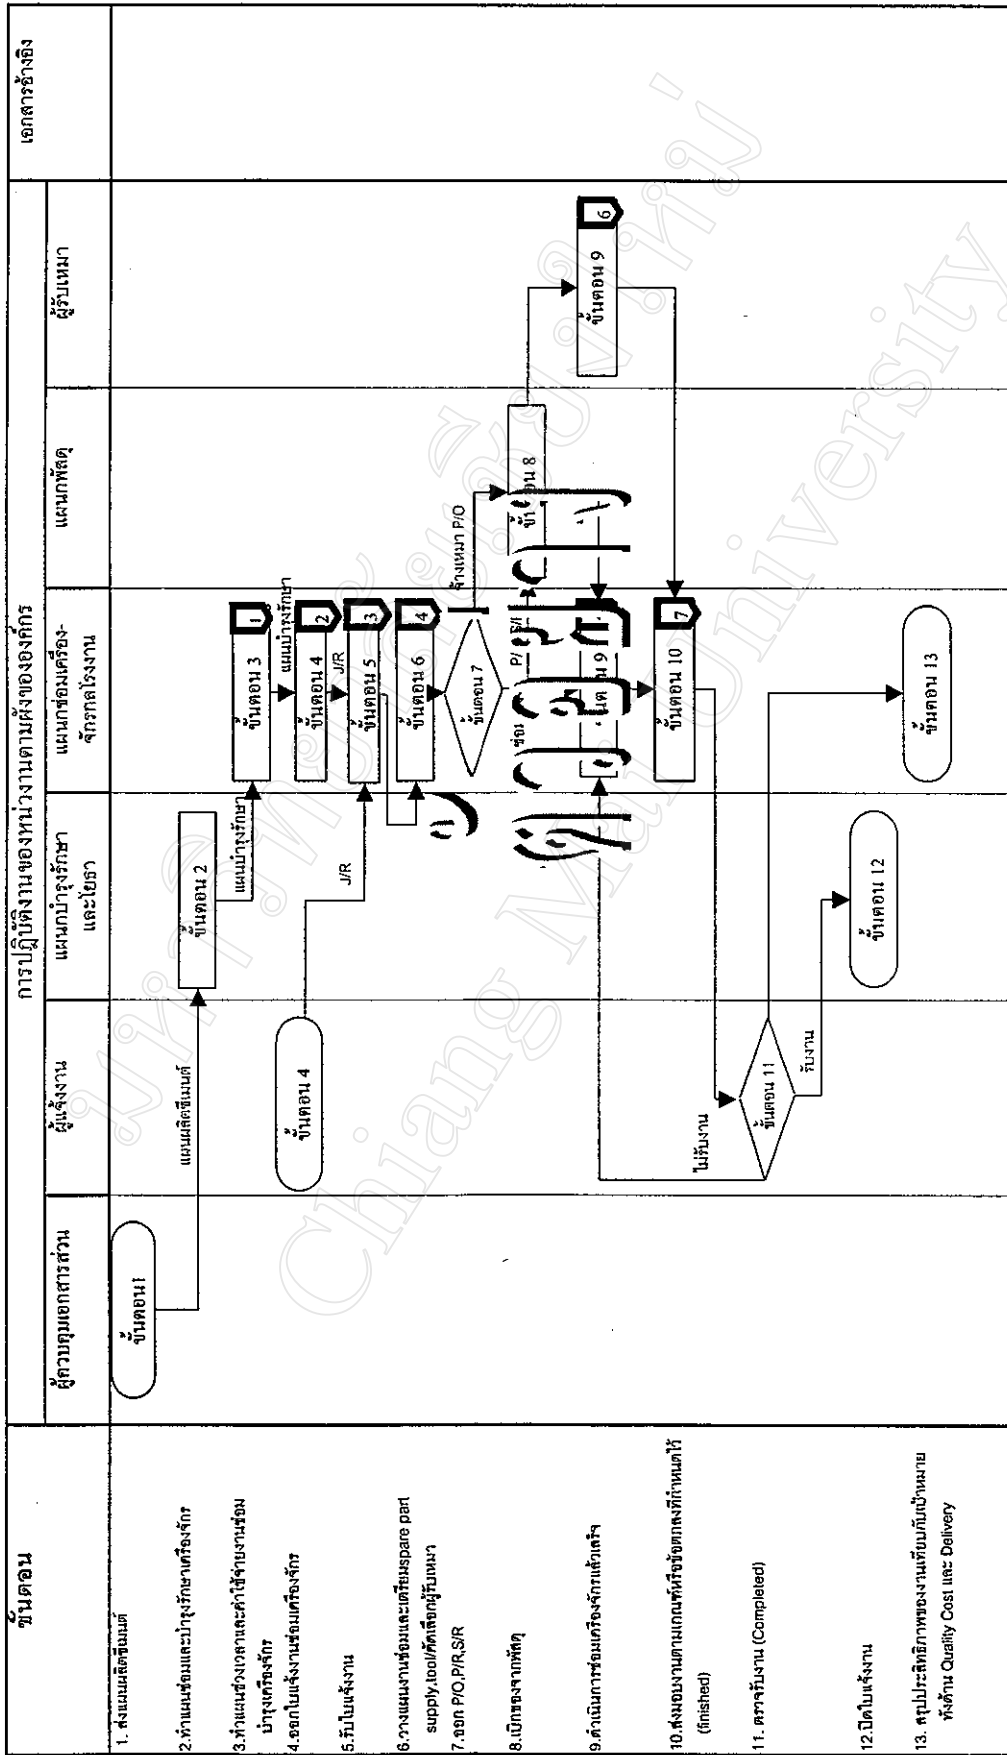 ขั้นตอน
การปฏิบัติงานของหน่วยงานตามผังขององค์กร
เอกสารอ้างอิง
ผู้ควบคุมเอกสารส่วน
ผู้แจ้งงาน
แผนกบำรุงรักษา
และโยธา
แผนกซ่อมเครื่อง-
จักรกลโรงงาน
แผนกพัสดุ
ผู้รับเหมา
1. ส่งแผนผลิตซีเมนต์
2.ทำแผนซ่อมและบำรุงรักษาเครื่องจักร
3.ทำแผนช่วงเวลาและค่าใช้จ่ายงานซ่อม
บำรุงเครื่องจักร
4.ออกใบแจ้งงานซ่อมเครื่องจักร
5.รับใบแจ้งงาน
6.วางแผนงานซ่อมและเตรียมspare part
supply,tool/คัดเลือกผู้รับเหมา
7.ออก P/O,P/R,S/R
8.เบิกของจากพัสดุ
9.ดำเนินการซ่อมเครื่องจักรแล้วเสร็จ
10.ส่งมอบงานตามเกณฑ์หรือข้อตกลงที่กำหนดไว้
(finished)
11. ตรวจรับงาน (Completed)
12.ปิดใบแจ้งงาน
13. สรุปประสิทธิภาพของงานเทียบกับเป้าหมาย
ทั้งด้าน Quality Cost และ Delivery
ขั้นตอน1
แผนผลิตซีเมนต์
ขั้นตอน 2
แผนบำรุงรักษา
ขั้นตอน 3
1
แผนบำรุงรักษา
ขั้นตอน 4
ขั้นตอน 4
2
J/R
J/R
ขั้นตอน 5
3
ขั้นตอน 6
4
ขั้นตอน 7
จ้างเหมา P/O
ซ่อม
ขั้นตอน 9
6
ขั้นตอน 10
7
ไม่รับงาน
ขั้นตอน 11
รับงาน
ขั้นตอน 12
ขั้นตอน 13
มหาวิทยาลัยเชียงใหม่
Chiang Mai University